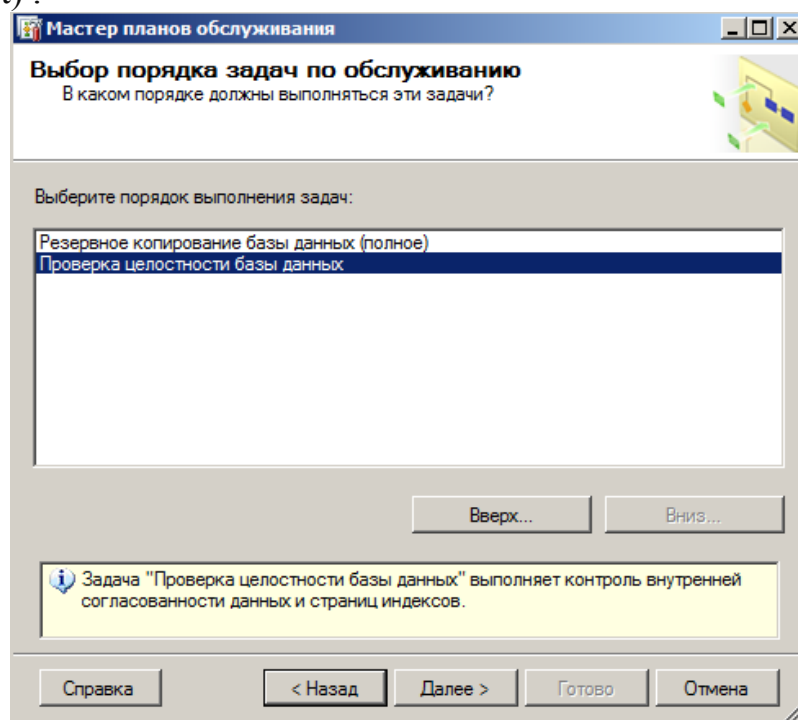 Мастер планов обслуживания
Выбор порядка задач по обслуживанию
В каком порядке должны выполняться эти задачи?
Выберите порядок выполнения задач:
Резервное копирование базы данных (полное)
Проверка целостности базы данных
Вверх... Вниз...
Задача "Проверка целостности базы данных" выполняет контроль внутренней
согласованности данных и страниц индексов.
Справка < Назад Далее > Готово Отмена